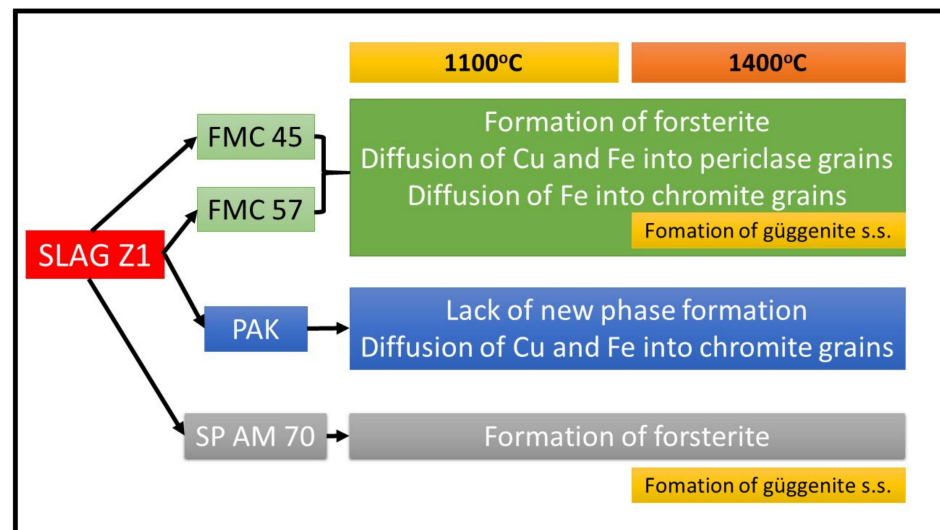 1100°C
1400°C
FMC 45
FMC 57
Formation of forsterite
Diffusion of Cu and Fe into periclase grains
Diffusion of Fe into chromite grains
Fomation of güggenite s.s.
SLAG Z1
PAK
Lack of new phase formation
Diffusion of Cu and Fe into chromite grains
SP AM 70
Formation of forsterite
Fomation of güggenite s.s.